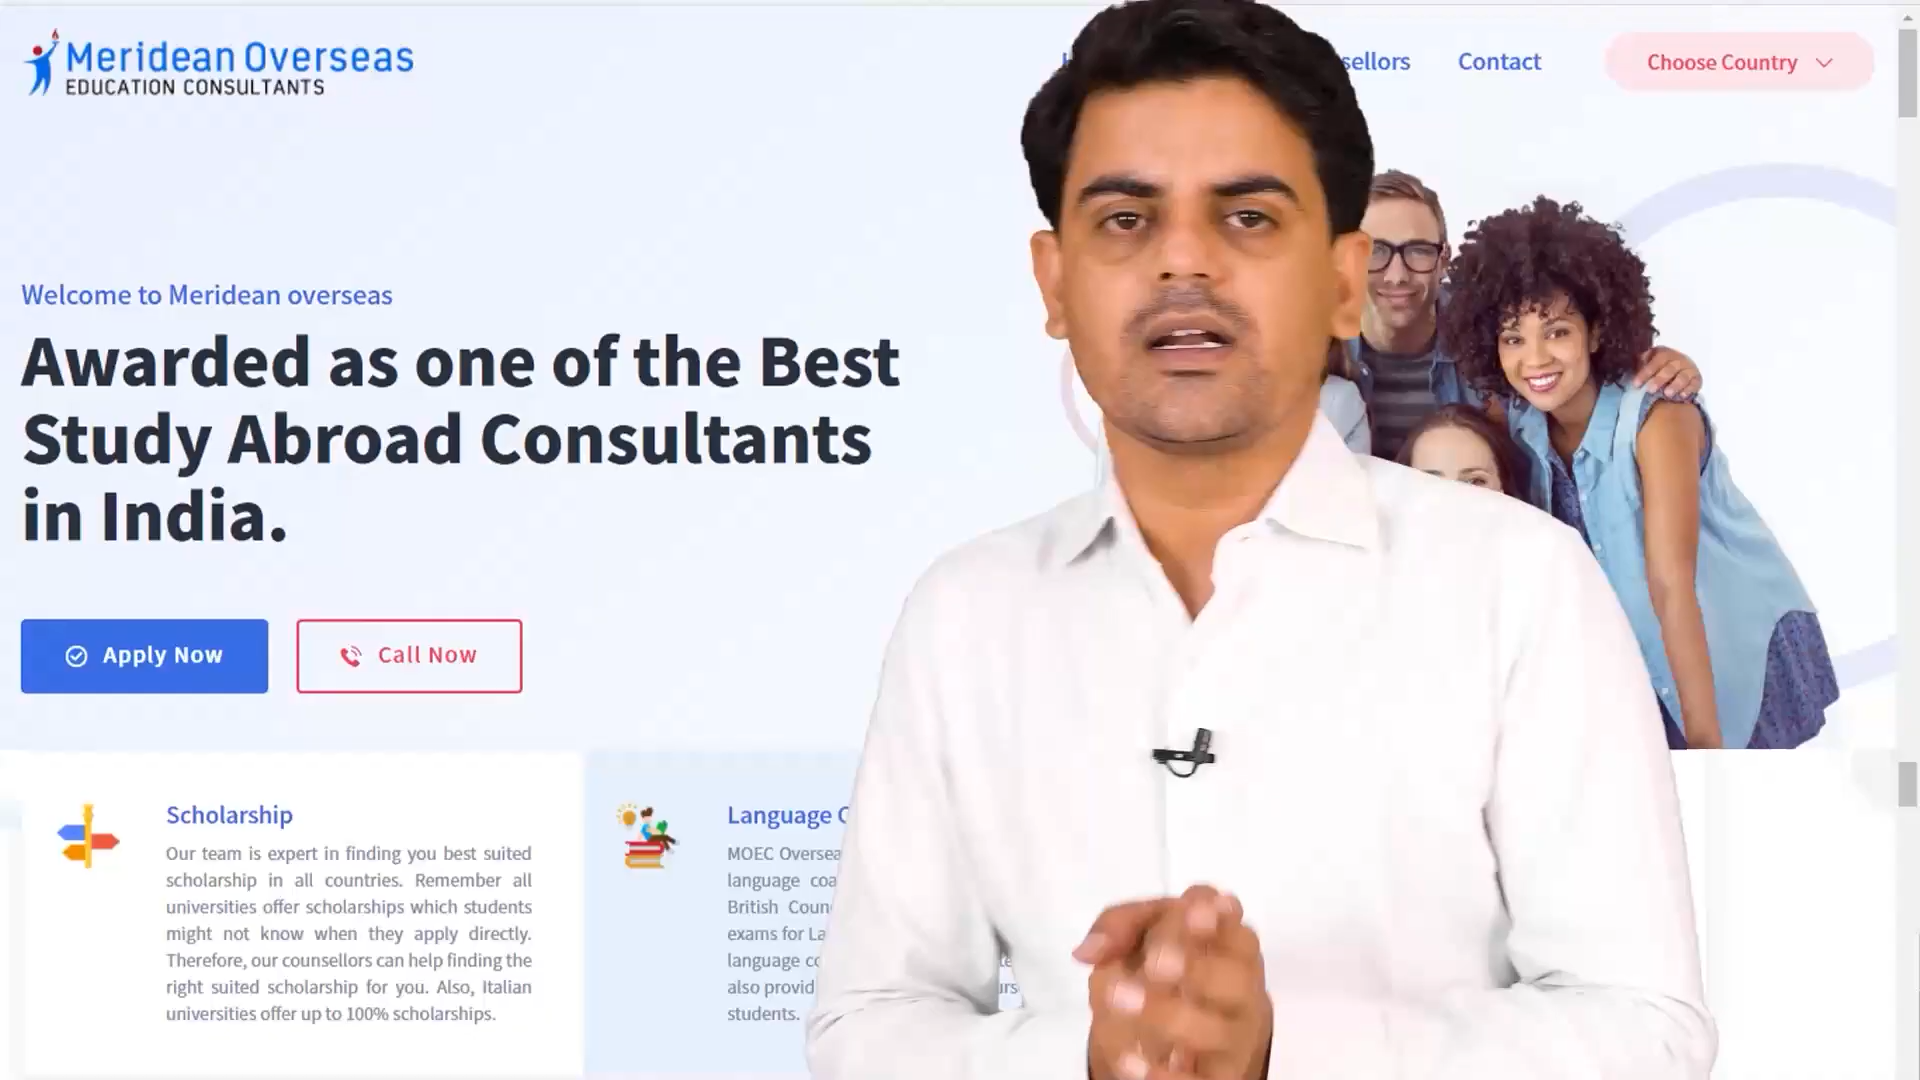 Meridean Overseas
EDUCATION CONSULTANTS
sellors
Contact
Choose Country
Welcome to Meridean overseas
Awarded as one of the Best
Study Abroad Consultants
in India.
Apply Now
Call Now
Scholarship
Our team is expert in finding you best suited
scholarship in all countries. Remember all
universities offer scholarships which students
might not know when they apply directly.
Therefore, our counsellors can help finding the
right suited scholarship for you. Also, Italian
universities offer up to 100% scholarships.
Language
MOEC Oversea
language coa
British Coun
exams for La
language co
also provid
students.